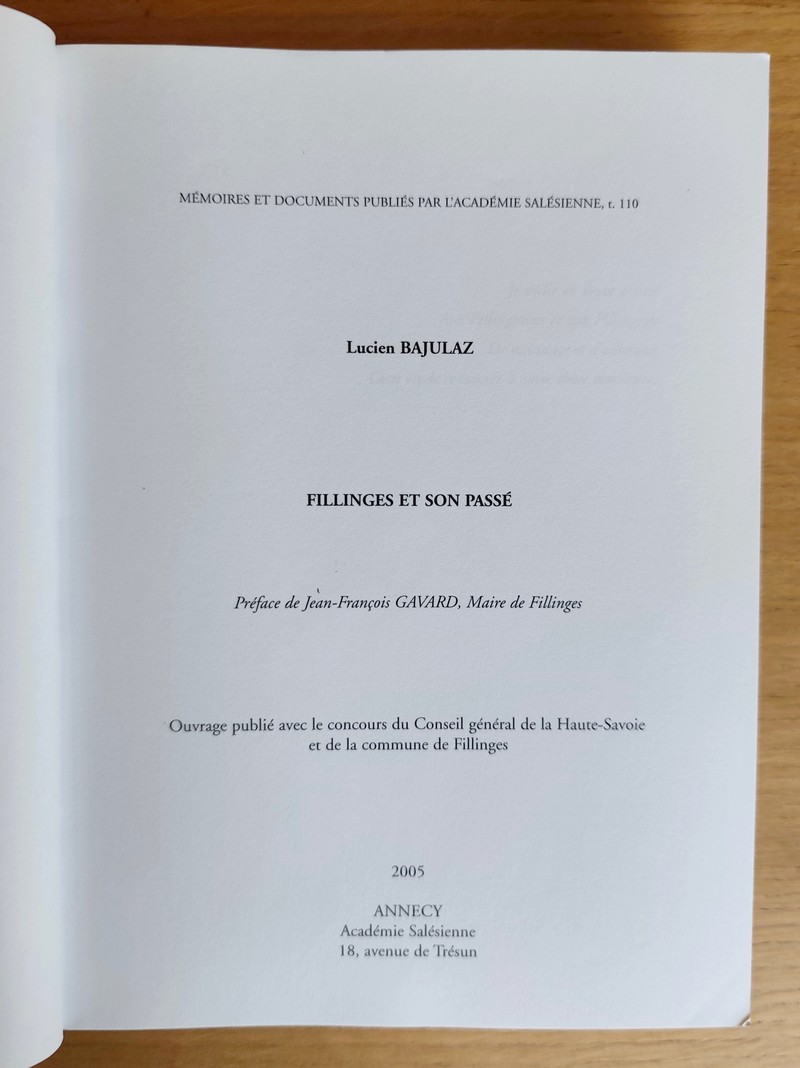 MÉMOIRES ET DOCUMENTS PUBLIÉS PAR L'ACADÉMIE SALÉSIENNE, t. 110
Lucien BAJULAZ
FILLINGES ET SON PASSÉ
Préface de Jean-François GAVARD, Maire de Fillinges
Ouvrage publié avec le concours du Conseil général de la Haute-Savoie
et de la commune de Fillinges
2005
ANNECY
Académie Salésienne
18, avenue de Trésun